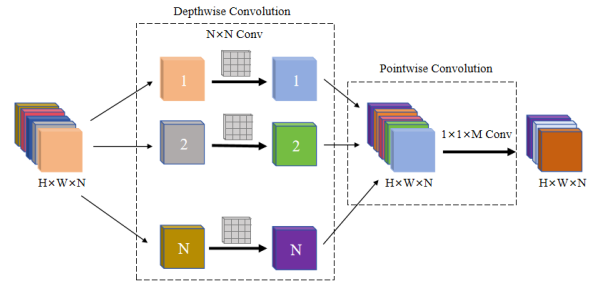 Depthwise Convolution
N×N Conv
1
1
Pointwise Convolution
2
2
1×1×M Conv
H×W×N
H×W×N
H×W×N
N
N